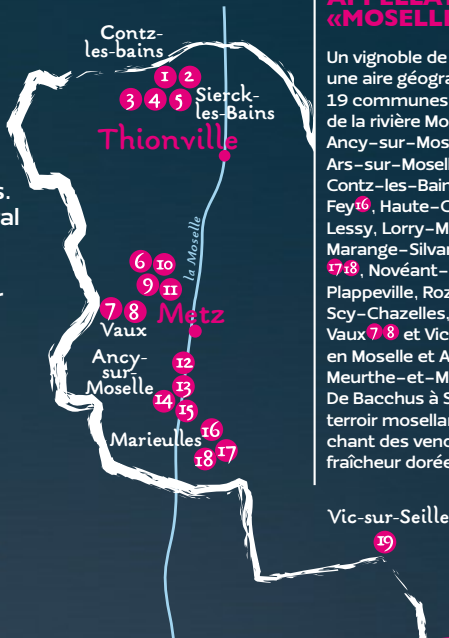 Contz-
les-bains
1 2
3 4 5 Sierck-
les-Bains
Thionville
la Moselle
6 10
9 11
7 8
Vaux
Metz
Ancy-
sur-
Moselle
12
13
14
15
Marieulles
16
17
18
s.
al
«MOSELLE
Un vignoble de
une aire géogra
19 communes
de la rivière Mo
Ancy-sur-Mos
Ars-sur-Mosell
Contz-les-Bain
Fey16, Haute-C
Lessy, Lorry-M
Marange-Silvan
17 18, Novéant-
Plappeville, Roz
Scy-Chazelles,
Vaux 7 8 et Vic
en Moselle et A
Meurthe-et-M
De Bacchus à S
terroir mosellan
chant des vend
fraîcheur dorée
Vic-sur-Seille
19